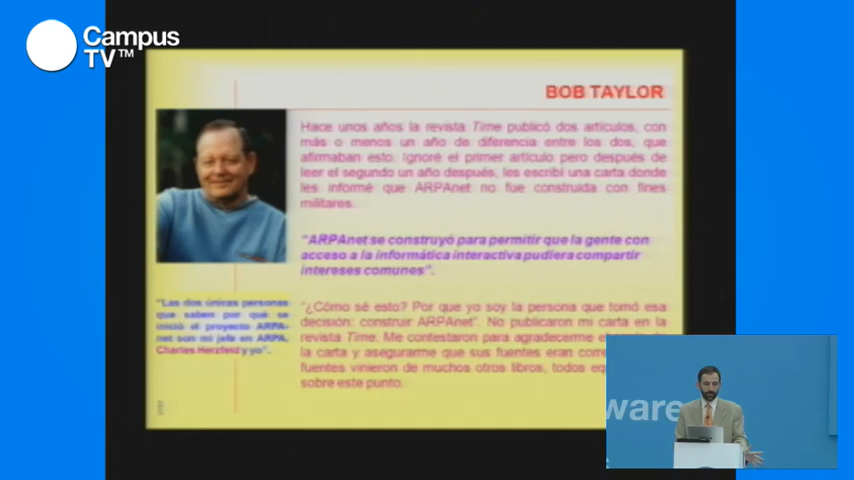 Campus
TV™
BOB TAYLOR
Hace unos años la revista Time publicó dos artículos, con
más o menos un año de diferencia entre los dos, que
afirmaban esto. Ignoré el primer artículo pero después de
leer el segundo un año después, les escribí una carta donde
les informé que ARPAnet no fue construida con fines
militares.
"ARPAnet se construyó para permitir que la gente con
acceso a la informática interactiva pudiera compartir
intereses comunes".
"Las dos únicas personas
que saben por qué se
inició el proyecto ARPA-
net son mi jefe en ARPA,
Charles Herzfeld y yo".
"¿Cómo sé esto? Por que yo soy la persona que tomó esa
decisión: construir ARPAnet". No publicaron mi carta en la
revista Time. Me contestaron para agradecerme
la carta y asegurarme que sus fuentes eran
fuentes vinieron de muchos otros libros, todos
sobre este punto.
ware